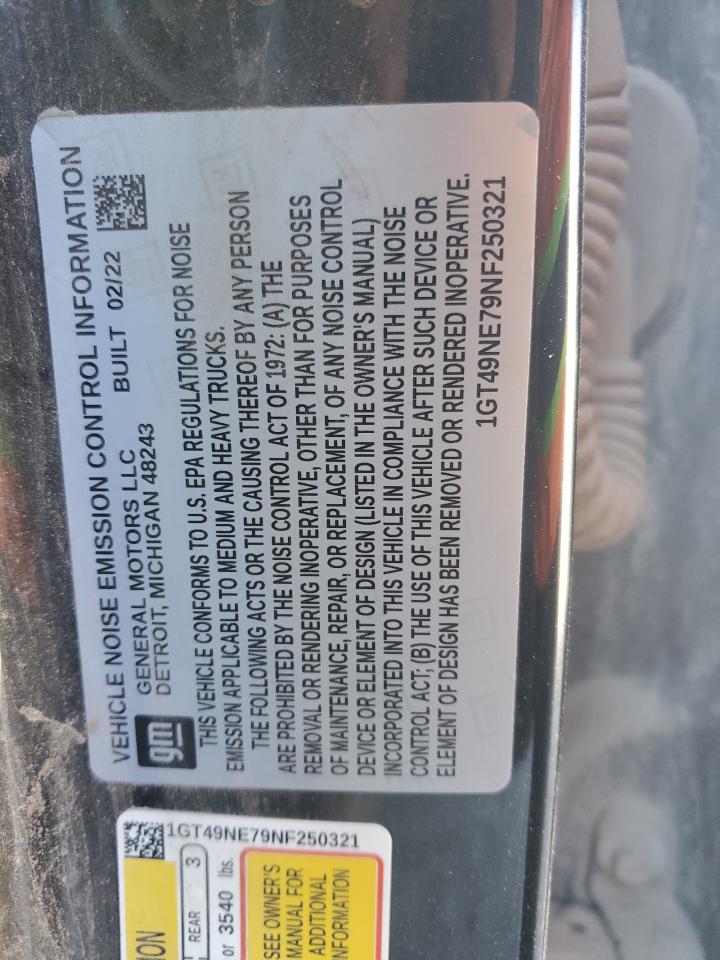 VEHICLE NOISE EMISSION CONTROL INFORMATION
gm
GENERAL MOTORS LLC
DETROIT, MICHIGAN 48243
BUILT 02/22
THIS VEHICLE CONFORMS TO U.S. EPA REGULATIONS FOR NOISE
EMISSION APPLICABLE TO MEDIUM AND HEAVY TRUCKS.
THE FOLLOWING ACTS OR THE CAUSING THEREOF BY ANY PERSON
ARE PROHIBITED BY THE NOISE CONTROL ACT OF 1972: (A) THE
REMOVAL OR RENDERING INOPERATIVE, OTHER THAN FOR PURPOSES
OF MAINTENANCE, REPAIR, OR REPLACEMENT, OF ANY NOISE CONTROL
DEVICE OR ELEMENT OF DESIGN (LISTED IN THE OWNER'S MANUAL)
INCORPORATED INTO THIS VEHICLE IN COMPLIANCE WITH THE NOISE
CONTROL ACT; (B) THE USE OF THIS VEHICLE AFTER SUCH DEVICE OR
ELEMENT OF DESIGN HAS BEEN REMOVED OR RENDERED INOPERATIVE.
1GT49NE79NF250321
1GT49NE79NF250321
REAR 3
or 3540 lbs.
SEE OWNER'S
MANUAL FOR
ADDITIONAL